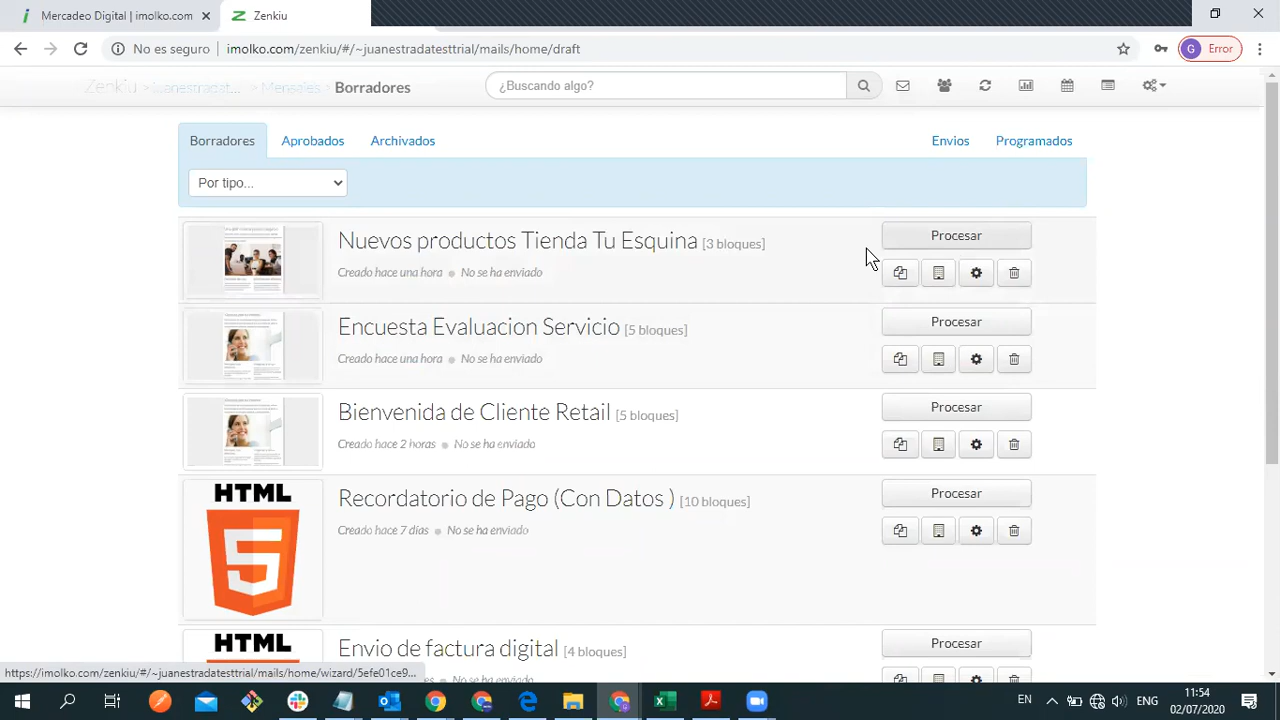 Mercadeo Digital | imolko.com
Zenkiu
No es seguro
imolko.com/zenkiu/#/~juanestradatesttrial/mails/home/draft
G Error
Zenkiu > juanestradat... > Mensajes > Borradores
¿Buscando algo?
Borradores
Aprobados
Archivados
Envios
Programados
Por tipo...
Nuevos productos Tienda Tu Esquina [3 bloques]
Procesar
Creado hace una hora No se ha enviado
Encuesta Evaluacion Servicio [5 bloques]
Procesar
Creado hace una hora No se ha enviado
Bienvenida de Cliente Retail [5 bloques]
Procesar
Creado hace 2 horas No se ha enviado
HTML
5
Recordatorio de Pago (Con Datos ) [10 bloques]
Procesar
Creado hace 7 dias No se ha enviado
HTML
Envio de factura digital [4 bloques]
Procesar
https://imolko.com/zenkiu/#/~juanestradatesttrial/mails/home/wizard/5efe01ce9...
EN
ENG
11:54
02/07/2020